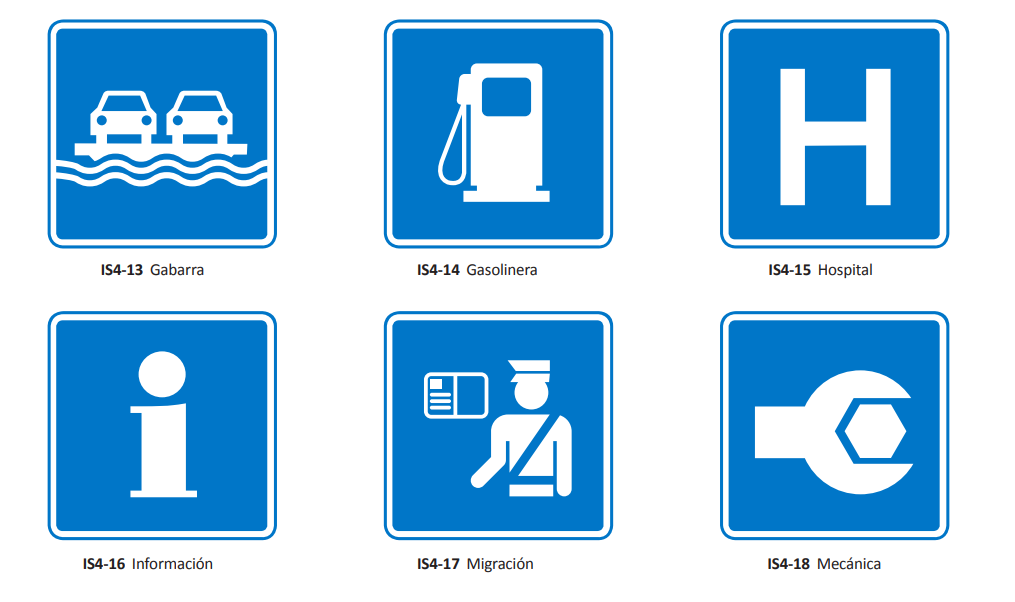 H
IS4-13 Gabarra
IS4-14 Gasolinera
IS4-15 Hospital
i
IS4-16 Información
IS4-17 Migración
IS4-18 Mecánica